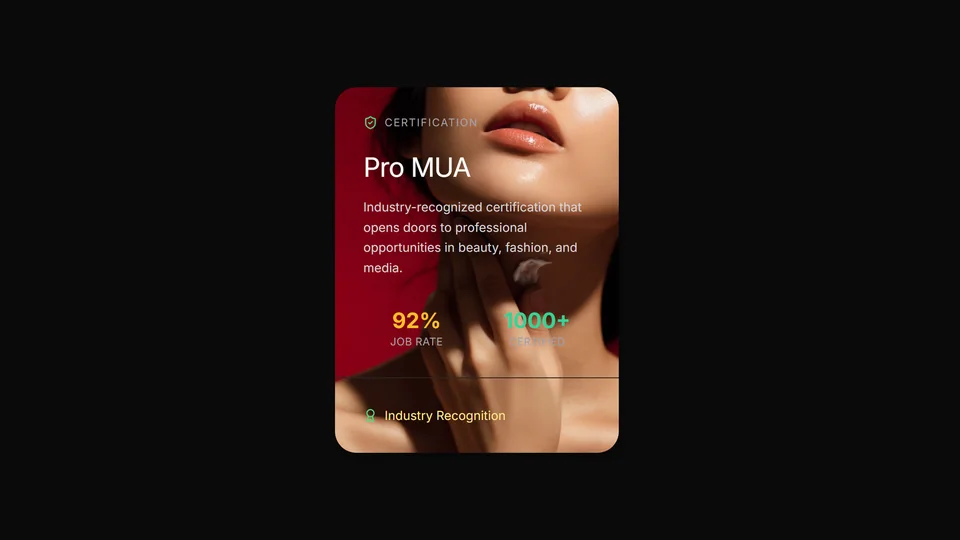 CERTIFICATION
Pro MUA
Industry-recognized certification that
opens doors to professional
opportunities in beauty, fashion, and
media.
92% 1000+
JOB RATE CERTIFIED
Industry Recognition